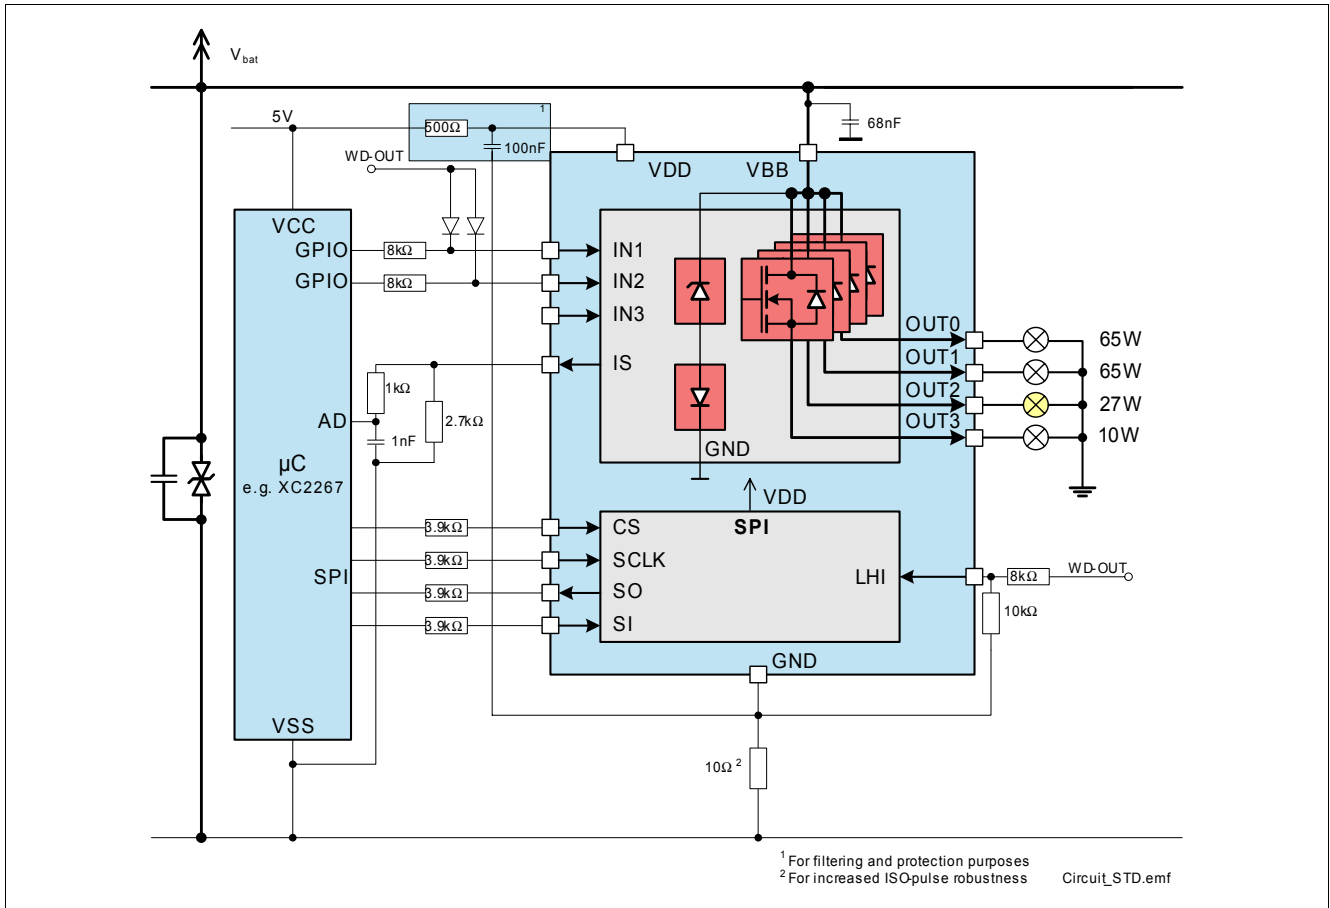 Vbat
5V
500Ω
1
100nF
68nF
WD-OUT
VDD
VBB
VCC
GPIO
8kΩ
IN1
GPIO
8kΩ
IN2
IN3
OUT0
65W
IS
OUT1
65W
1kΩ
OUT2
27W
AD
2.7kΩ
OUT3
10W
1nF
GND
µC
e.g. XC2267
VDD
3.9kΩ
CS
SPI
3.9kΩ
SCLK
SPI
LHI
8kΩ
WD-OUT
3.9kΩ
SO
10kΩ
3.9kΩ
SI
GND
VSS
10Ω 2
1 For filtering and protection purposes
2 For increased ISO-pulse robustness
Circuit_STD.emf